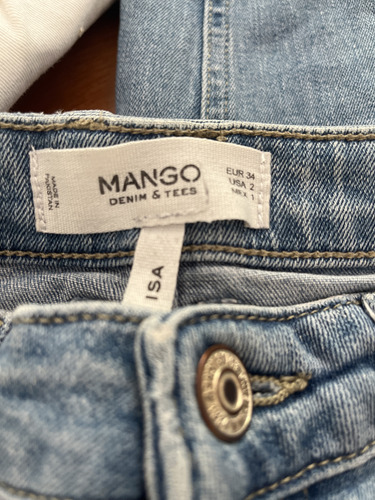 MADE IN
PAKISTAN
MANGO
DENIM & TEES
EUR 34
USA 2
MEX 1
ISA